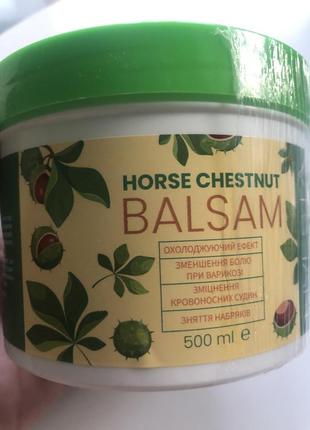 HORSE CHESTNUT
BALSAM
ОХОЛОДЖУЮЧИЙ ЕФЕКТ
ЗМЕНШЕННЯ БОЛЮ
ПРИ ВАРИКОЗІ
ЗМІЦНЕННЯ
КРОВОНОСНИХ СУДИН
ЗНЯТТЯ НАБРЯКІВ
500 ml ℮